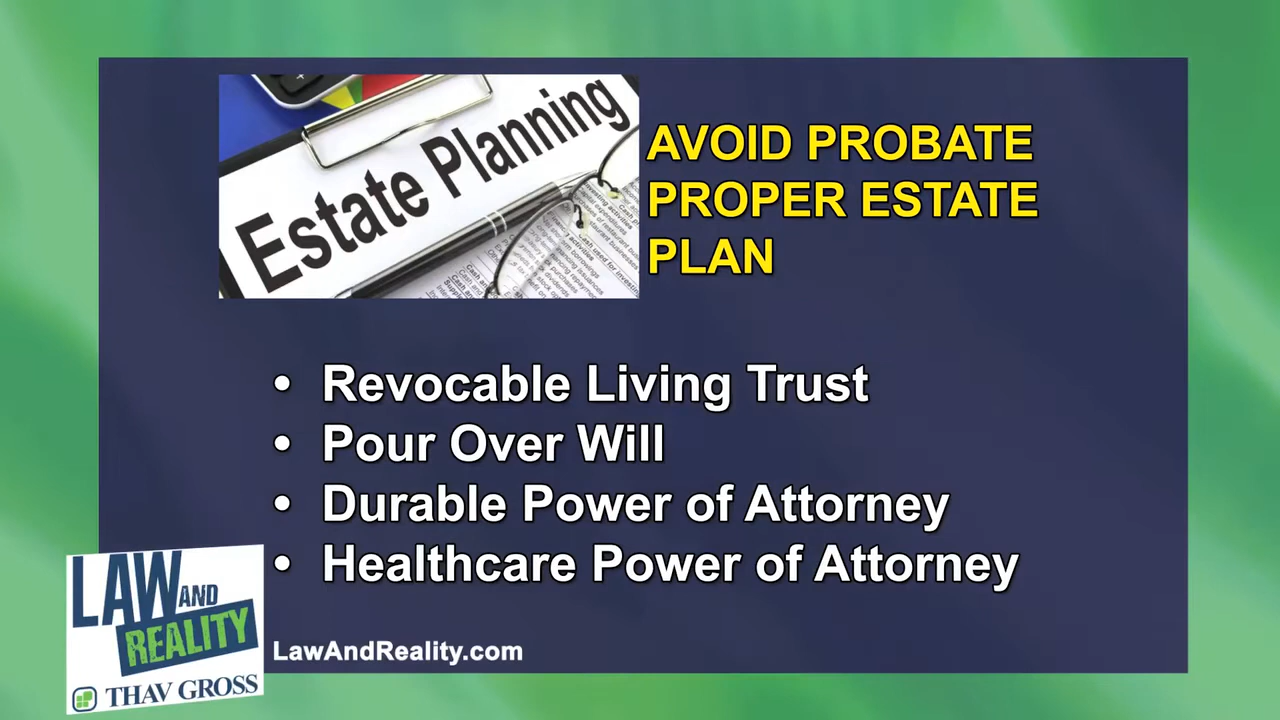 Estate Planning
AVOID PROBATE
PROPER ESTATE
PLAN
• Revocable Living Trust
• Pour Over Will
• Durable Power of Attorney
• Healthcare Power of Attorney
LAW AND
REALITY
THAV GROSS
LawAndReality.com